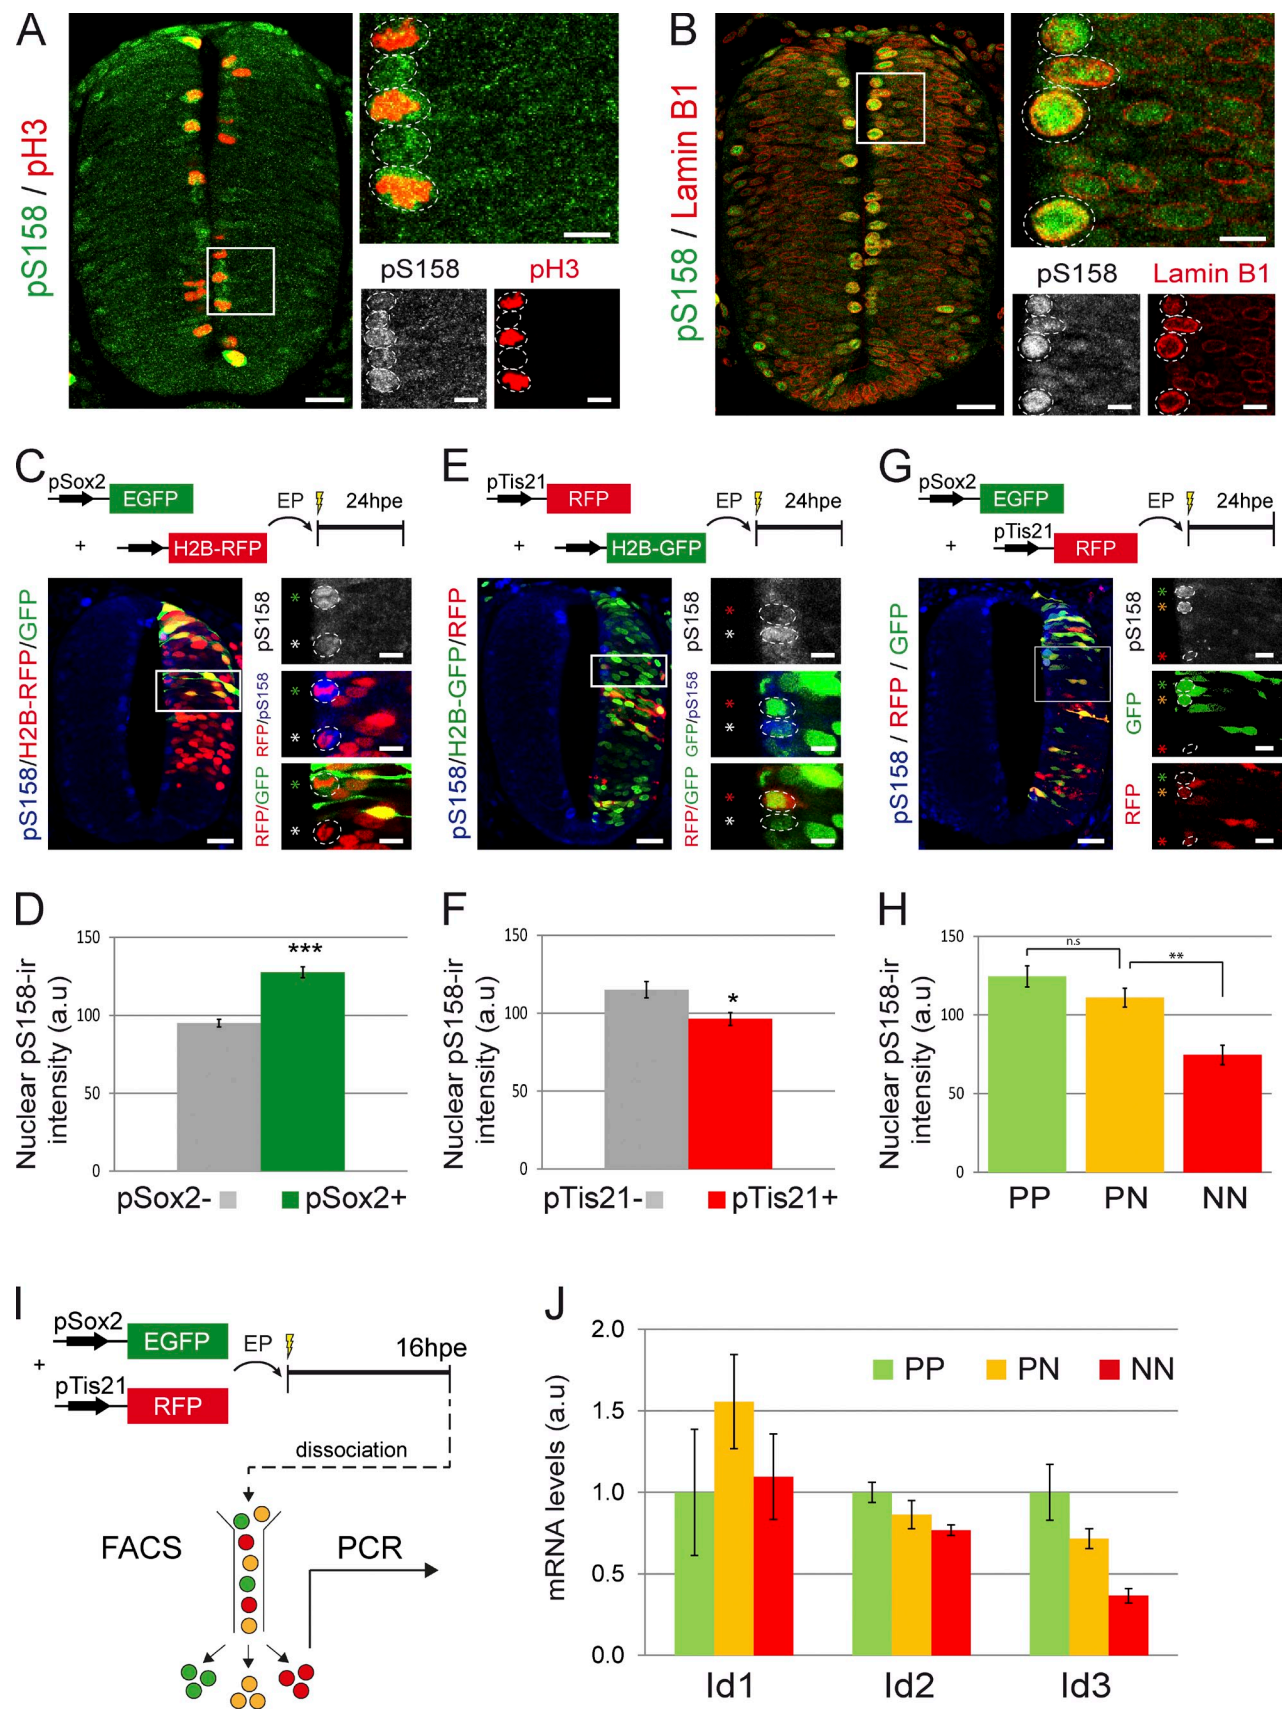 A
pS158 / pH3
pS158
pH3
B
pS158 / Lamin B1
pS158
Lamin B1
C
pSox2
EGFP
+
H2B-RFP
EP
24hpe
pS158/H2B-RFP/GFP
*
*
pS158
*
*
RFP/pS158
*
*
RFP/GFP
E
pTis21
RFP
+
H2B-GFP
EP
24hpe
pS158/H2B-GFP/RFP
*
*
pS158
*
*
GFP/pS158
*
*
RFP/GFP
G
pSox2
EGFP
+
pTis21
RFP
EP
24hpe
pS158 / RFP / GFP
*
*
*
pS158
*
*
*
GFP
*
*
*
RFP
D
Nuclear pS158-ir
intensity (a.u)
150
100
50
0
***
pSox2-
pSox2+
F
Nuclear pS158-ir
intensity (a.u)
150
100
50
0
*
pTis21-
pTis21+
H
Nuclear pS158-ir
intensity (a.u)
150
100
50
0
n.s
**
PP PN NN
I
pSox2
EGFP
+
pTis21
RFP
EP
16hpe
dissociation
FACS
PCR
J
mRNA levels (a.u)
2.0
1.5
1.0
0.5
0.0
PP PN NN
Id1 Id2 Id3